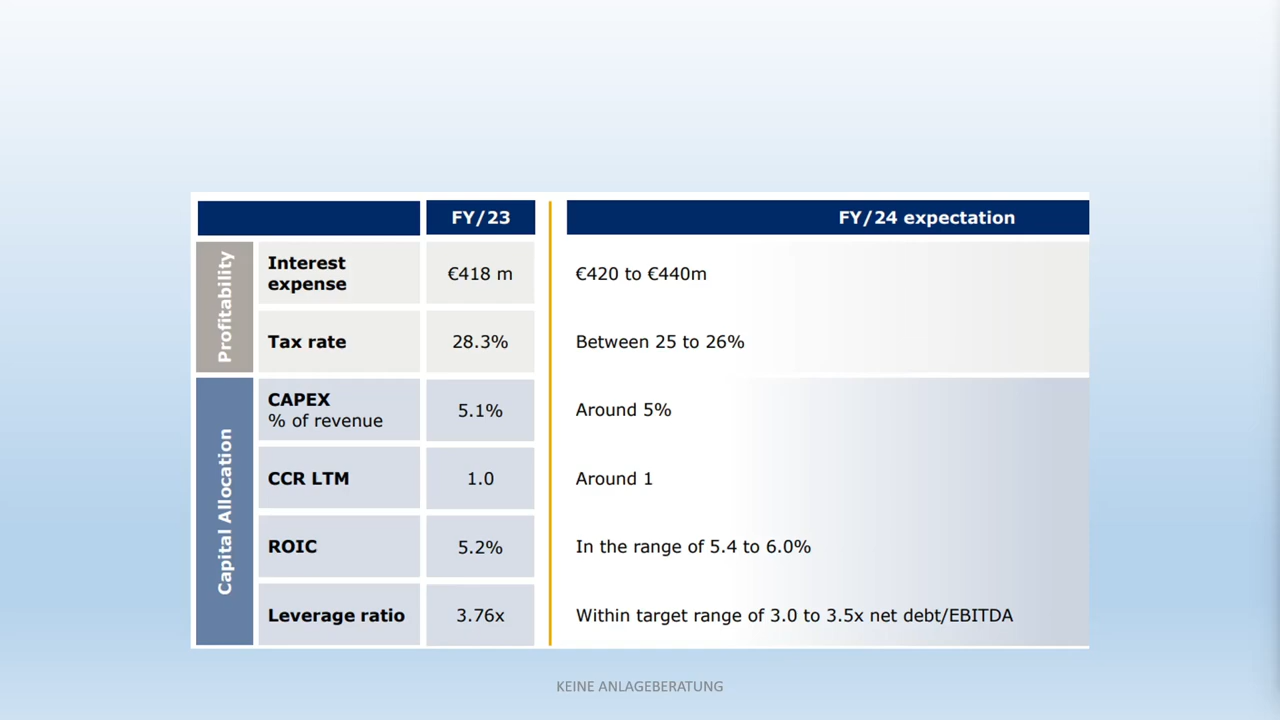 FY/23
FY/24 expectation
Profitability
Interest
expense
€418 m
€420 to €440m
Tax rate
28.3%
Between 25 to 26%
Capital Allocation
CAPEX
% of revenue
5.1%
Around 5%
CCR LTM
1.0
Around 1
ROIC
5.2%
In the range of 5.4 to 6.0%
Leverage ratio
3.76x
Within target range of 3.0 to 3.5x net debt/EBITDA
KEINE ANLAGEBERATUNG